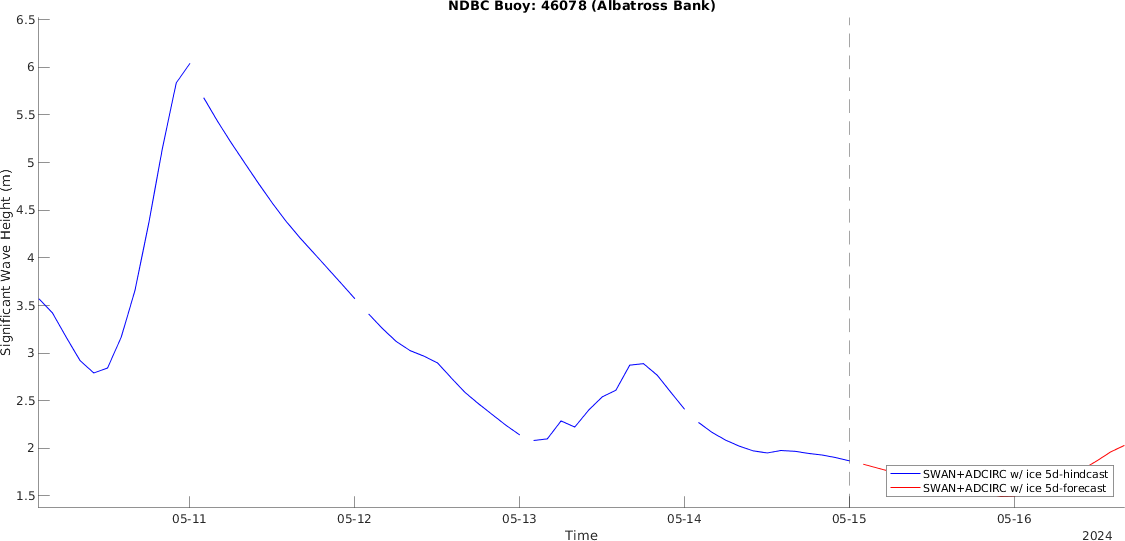 NDBC Buoy: 46078 (Albatross Bank)
6.5
6
5.5
5
4.5
4
3.5
3
2.5
2
1.5
Significant Wave Height (m)
SWAN+ADCIRC w/ ice 5d-hindcast
SWAN+ADCIRC w/ ice 5d-forecast
05-11 05-12 05-13 05-14 05-15 05-16
Time
2024